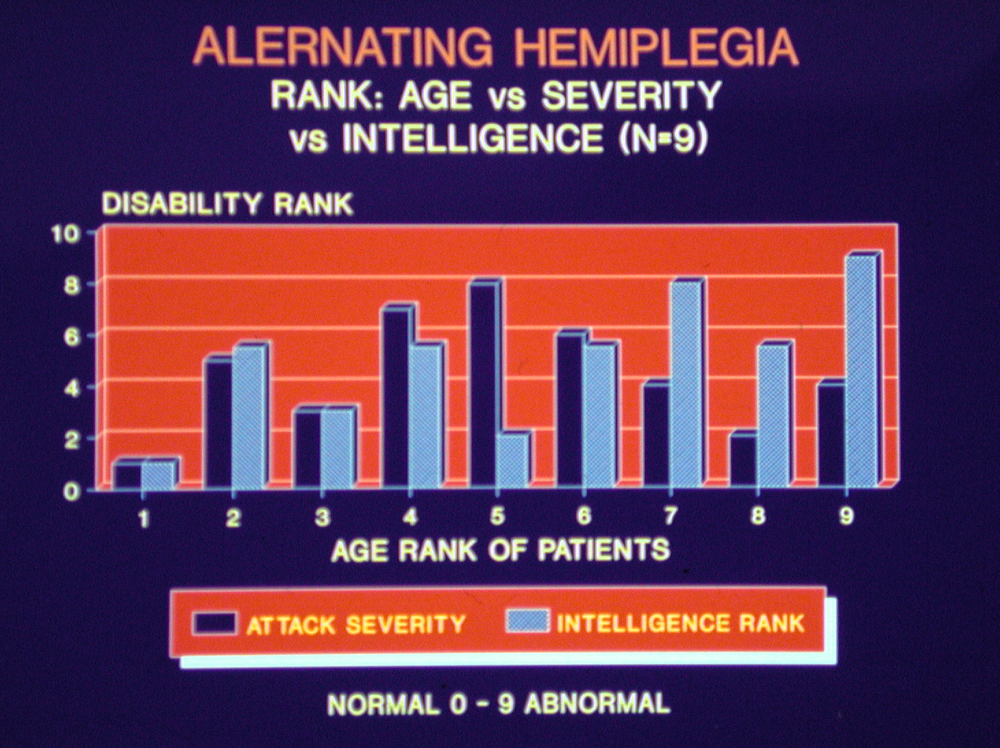 ALERNATING HEMIPLEGIA
RANK: AGE vs SEVERITY
vs INTELLIGENCE (N=9)
DISABILITY RANK
10
8
6
4
2
0
1 2 3 4 5 6 7 8 9
AGE RANK OF PATIENTS
ATTACK SEVERITY INTELLIGENCE RANK
NORMAL 0 - 9 ABNORMAL